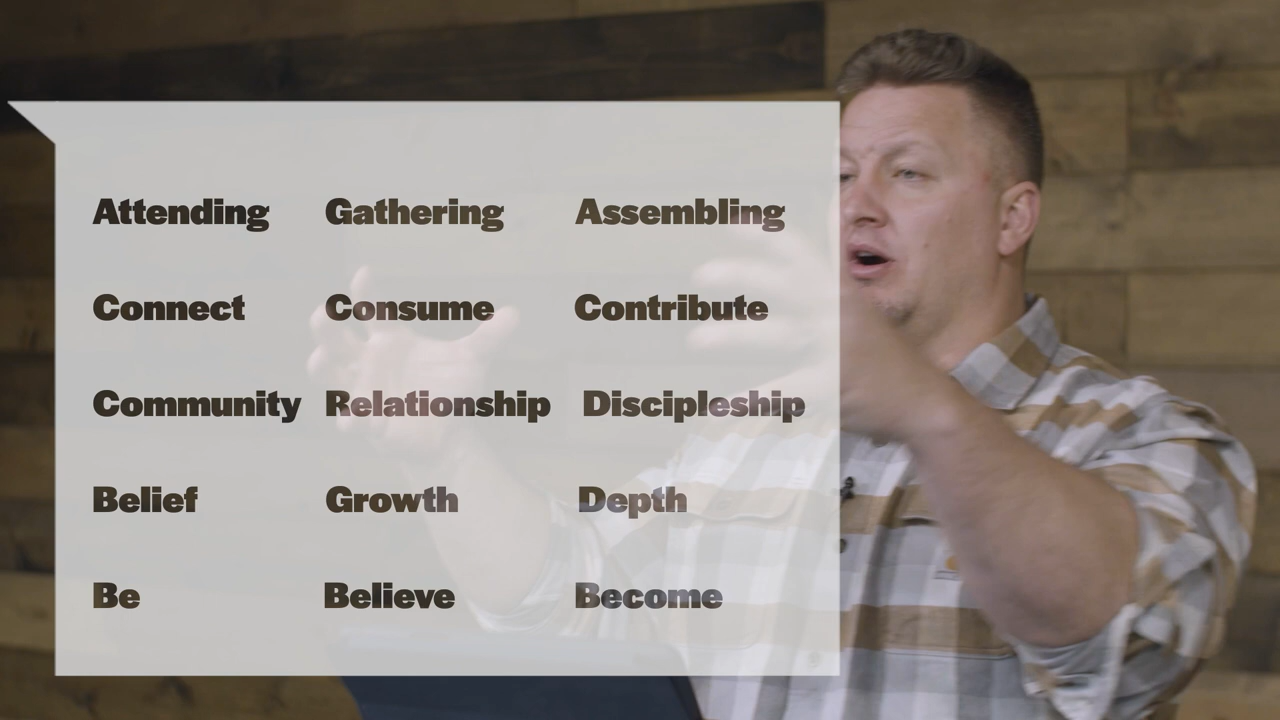 Attending Gathering Assembling
Connect Consume Contribute
Community Relationship Discipleship
Belief Growth Depth
Be Believe Become